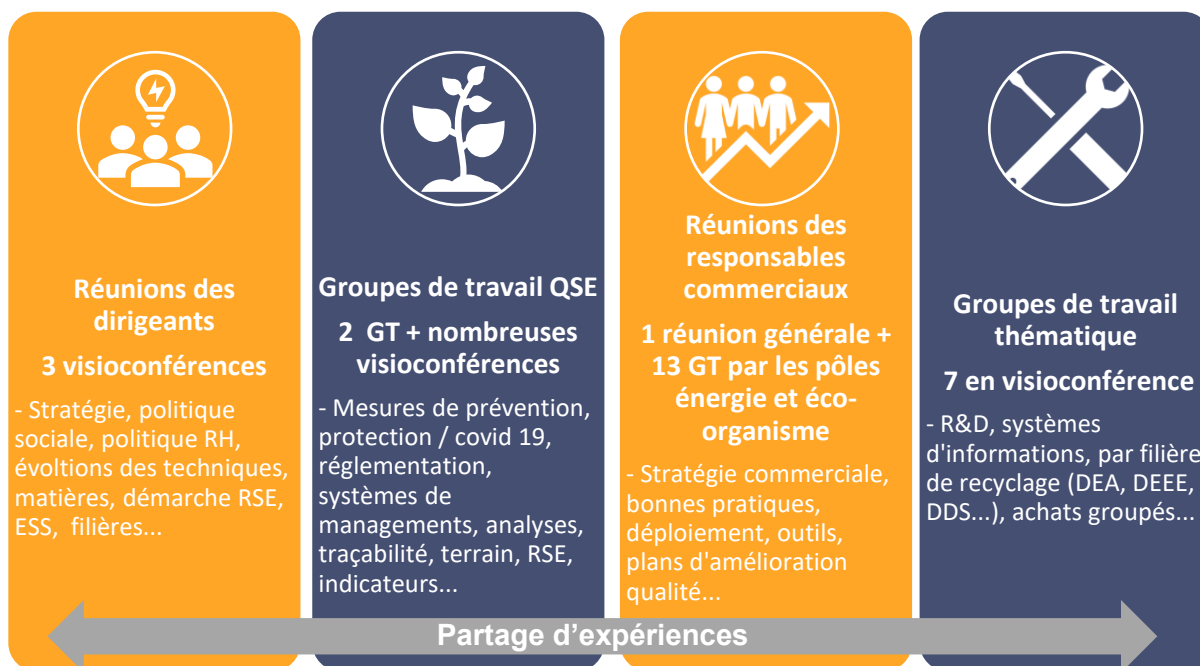 Réunions des
dirigeants
3 visioconférences
- Stratégie, politique
sociale, politique RH,
évoltions des techniques,
matières, démarche RSE,
ESS, filières...
Groupes de travail QSE
2 GT + nombreuses
visioconférences
- Mesures de prévention,
protection / covid 19,
réglementation,
systèmes de
managements, analyses,
traçabilité, terrain, RSE,
indicateurs...
Réunions des
responsables
commerciaux
1 réunion générale +
13 GT par les pôles
énergie et éco-
organisme
- Stratégie commerciale,
bonnes pratiques,
déploiement, outils,
plans d'amélioration
qualité...
Groupes de travail
thématique
7 en visioconférence
- R&D, systèmes
d'informations, par filière
de recyclage (DEA, DEEE,
DDS...), achats groupés...
Partage d'expériences